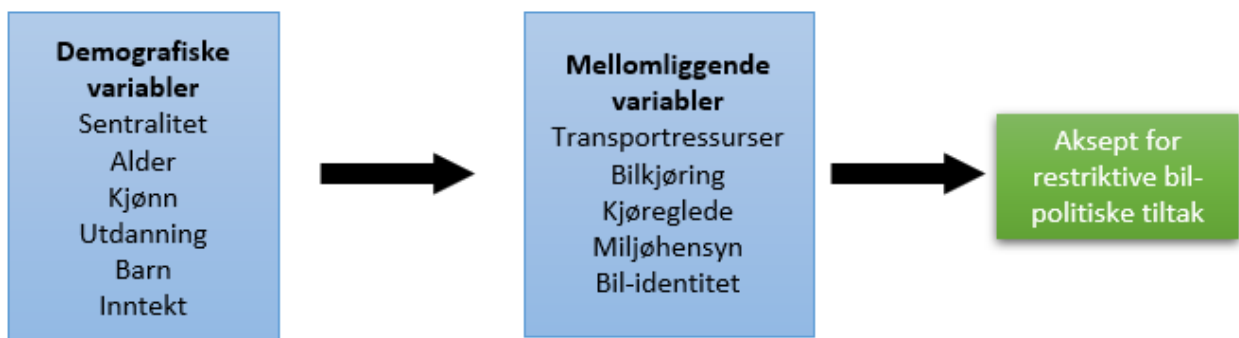 Demografiske
variabler
Sentralitet
Alder
Kjønn
Utdanning
Barn
Inntekt
Mellomliggende
variabler
Transportressurser
Bilkjøring
Kjøreglede
Miljøhensyn
Bil-identitet
Aksept for
restriktive bil-
politiske tiltak